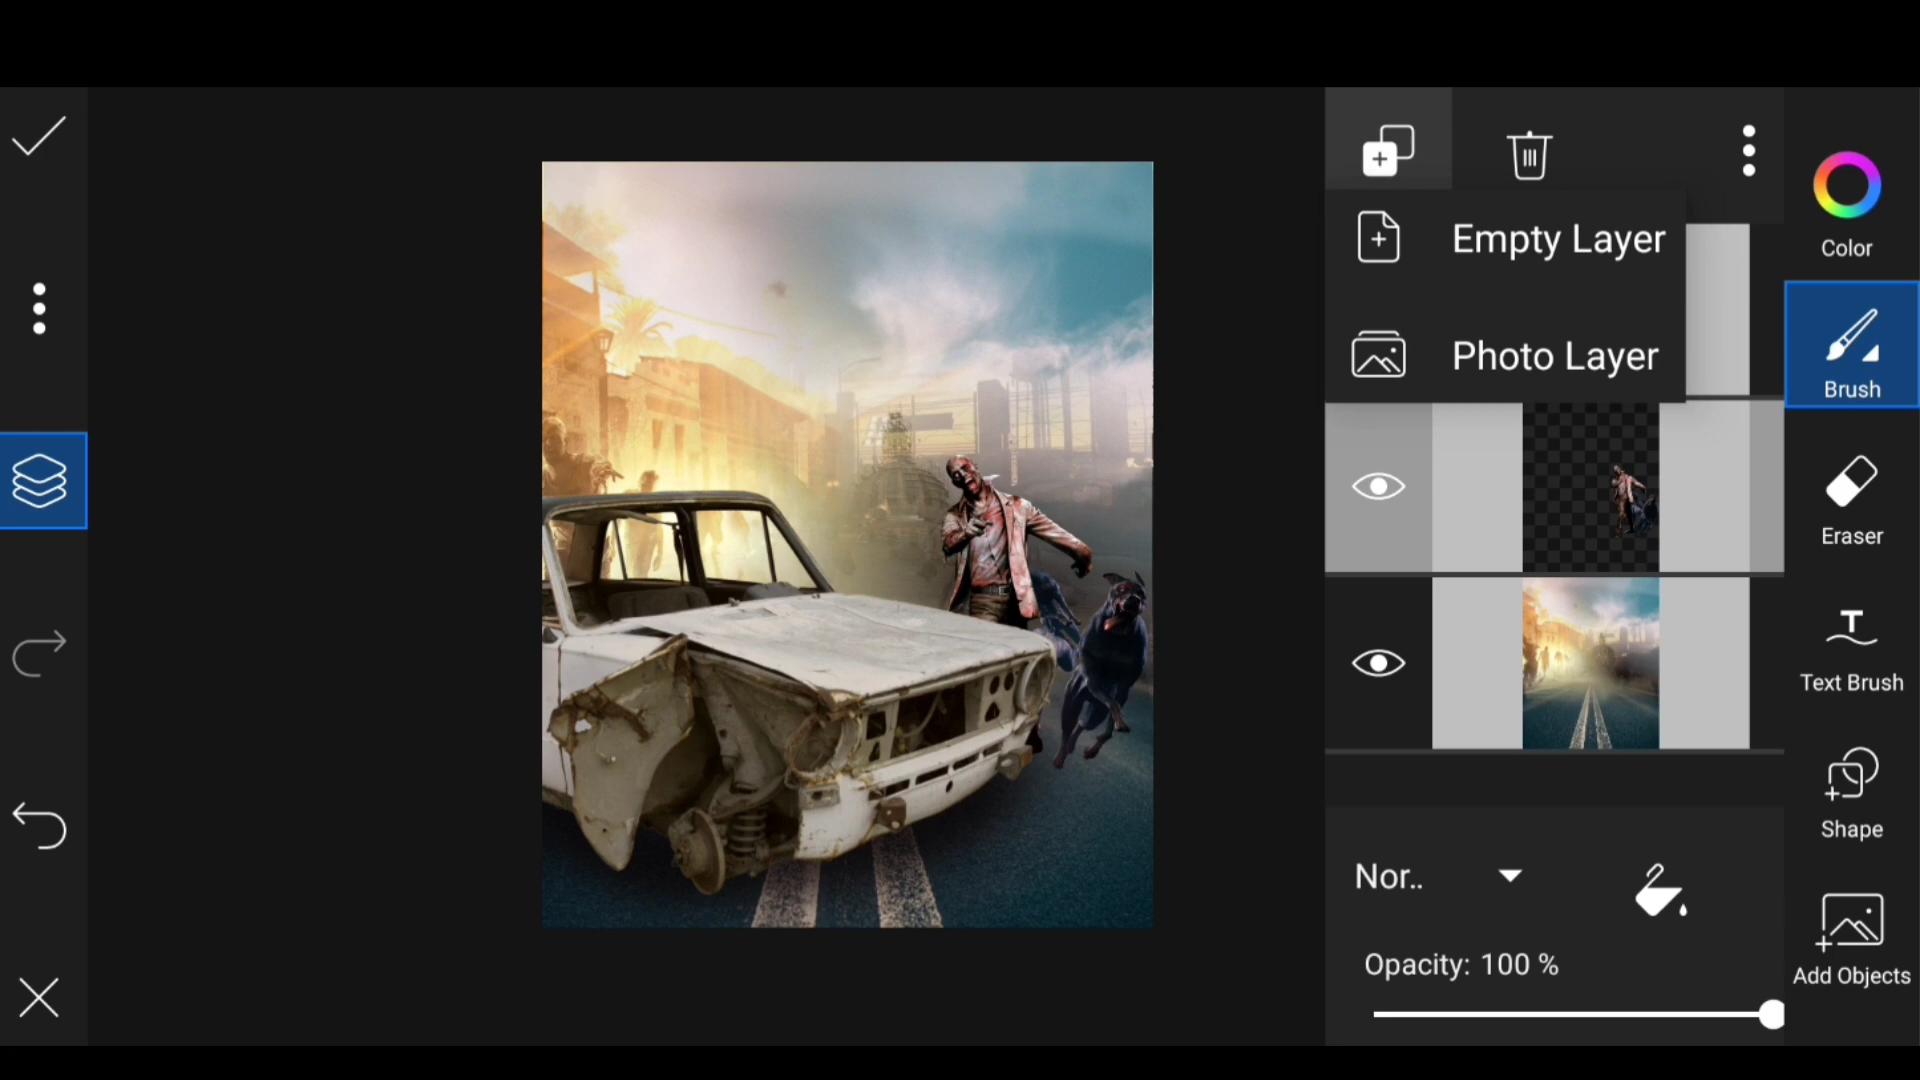 Empty Layer
Photo Layer
Nor..
Opacity: 100 %
Color
Brush
Eraser
Text Brush
Shape
Add Objects